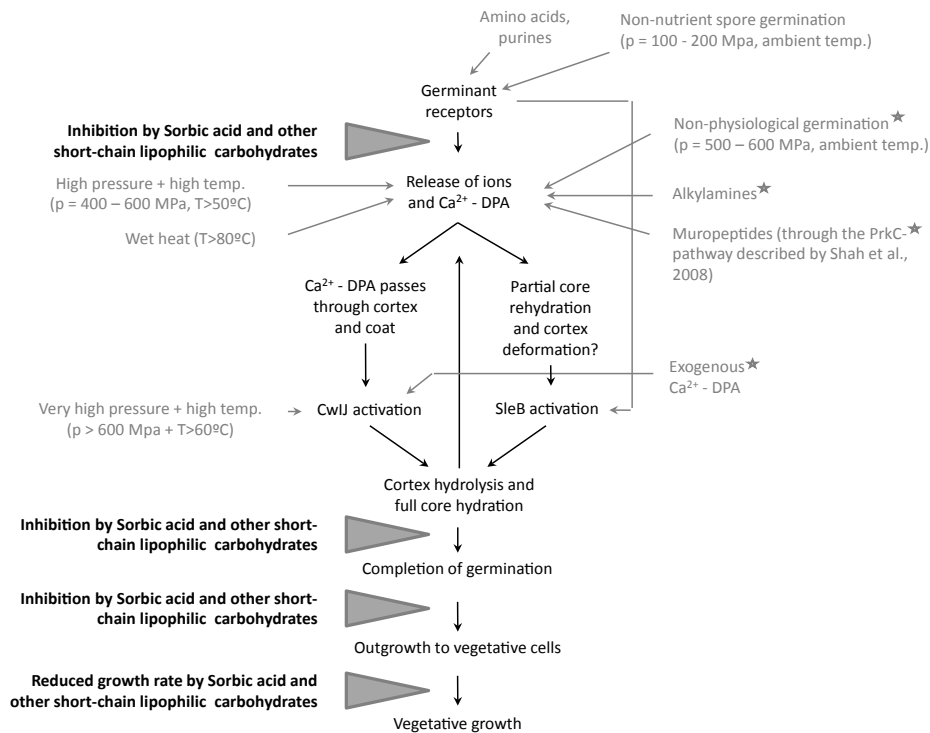 Amino acids,
purines
Non-nutrient spore germination
(p = 100 - 200 Mpa, ambient temp.)
Germinant
receptors
Inhibition by Sorbic acid and other
short-chain lipophilic carbohydrates
Non-physiological germination
(p = 500 – 600 MPa, ambient temp.)
High pressure + high temp.
(p = 400 – 600 MPa, T>50ºC)
Release of ions
and Ca²⁺ - DPA
Alkylamines
Wet heat (T>80ºC)
Muropeptides (through the PrkC-
pathway described by Shah et al.,
2008)
Ca²⁺ - DPA passes
through cortex
and coat
Partial core
rehydration
and cortex
deformation?
Exogenous
Ca²⁺ - DPA
Very high pressure + high temp.
(p > 600 Mpa + T>60ºC)
CwlJ activation
SleB activation
Cortex hydrolysis and
full core hydration
Inhibition by Sorbic acid and other short-
chain lipophilic carbohydrates
Completion of germination
Inhibition by Sorbic acid and other short-
chain lipophilic carbohydrates
Outgrowth to vegetative cells
Reduced growth rate by Sorbic acid and
other short-chain lipophilic carbohydrates
Vegetative growth